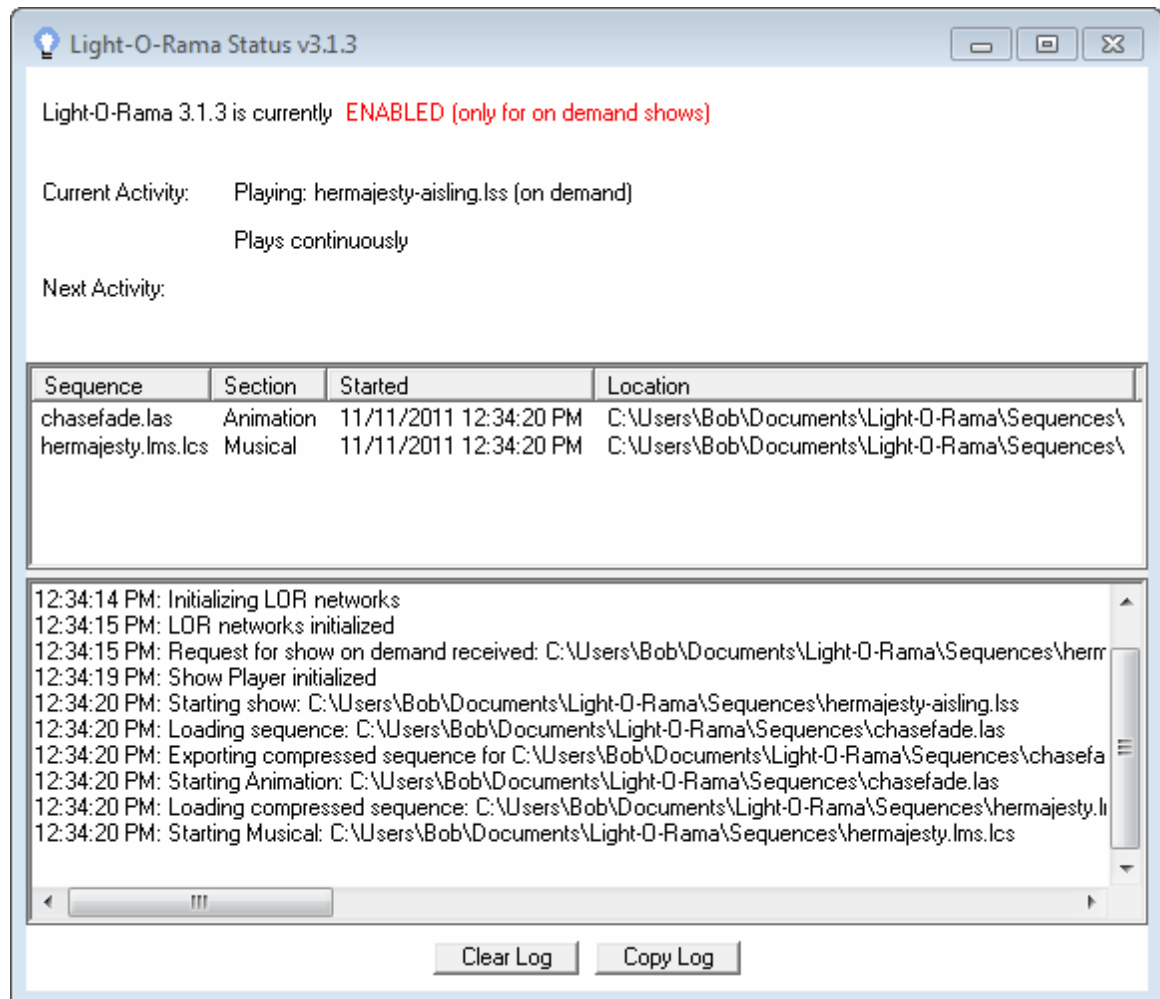 Light-O-Rama Status v3.1.3
Light-O-Rama 3.1.3 is currently ENABLED (only for on demand shows)
Current Activity: Playing: hermajesty-aisling.lss (on demand)
Plays continuously
Next Activity:
Sequence Section Started Location
chasefade.las Animation 11/11/2011 12:34:20 PM C:\Users\Bob\Documents\Light-O-Rama\Sequences\
hermajesty.lms.lcs Musical 11/11/2011 12:34:20 PM C:\Users\Bob\Documents\Light-O-Rama\Sequences\
12:34:14 PM: Initializing LOR networks
12:34:15 PM: LOR networks initialized
12:34:15 PM: Request for show on demand received: C:\Users\Bob\Documents\Light-O-Rama\Sequences\herm
12:34:19 PM: Show Player initialized
12:34:20 PM: Starting show: C:\Users\Bob\Documents\Light-O-Rama\Sequences\hermajesty-aisling.lss
12:34:20 PM: Loading sequence: C:\Users\Bob\Documents\Light-O-Rama\Sequences\chasefade.las
12:34:20 PM: Exporting compressed sequence for C:\Users\Bob\Documents\Light-O-Rama\Sequences\chasefa
12:34:20 PM: Starting Animation: C:\Users\Bob\Documents\Light-O-Rama\Sequences\chasefade.las
12:34:20 PM: Loading compressed sequence: C:\Users\Bob\Documents\Light-O-Rama\Sequences\hermajesty.l
12:34:20 PM: Starting Musical: C:\Users\Bob\Documents\Light-O-Rama\Sequences\hermajesty.lms.lcs
Clear Log Copy Log